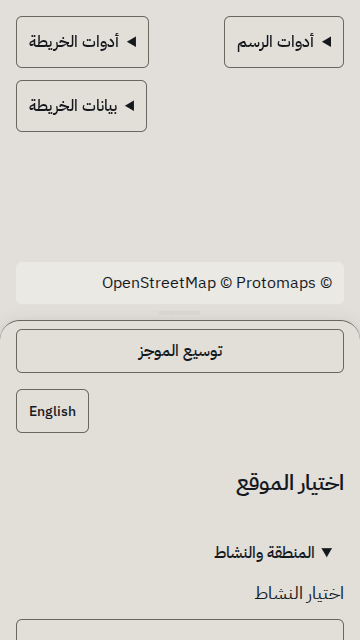 أدوات الرسم
أدوات الخريطة
بيانات الخريطة
OpenStreetMap © Protomaps ©
توسيع الموجز
English
اختيار الموقع
المنطقة والنشاط
اختيار النشاط